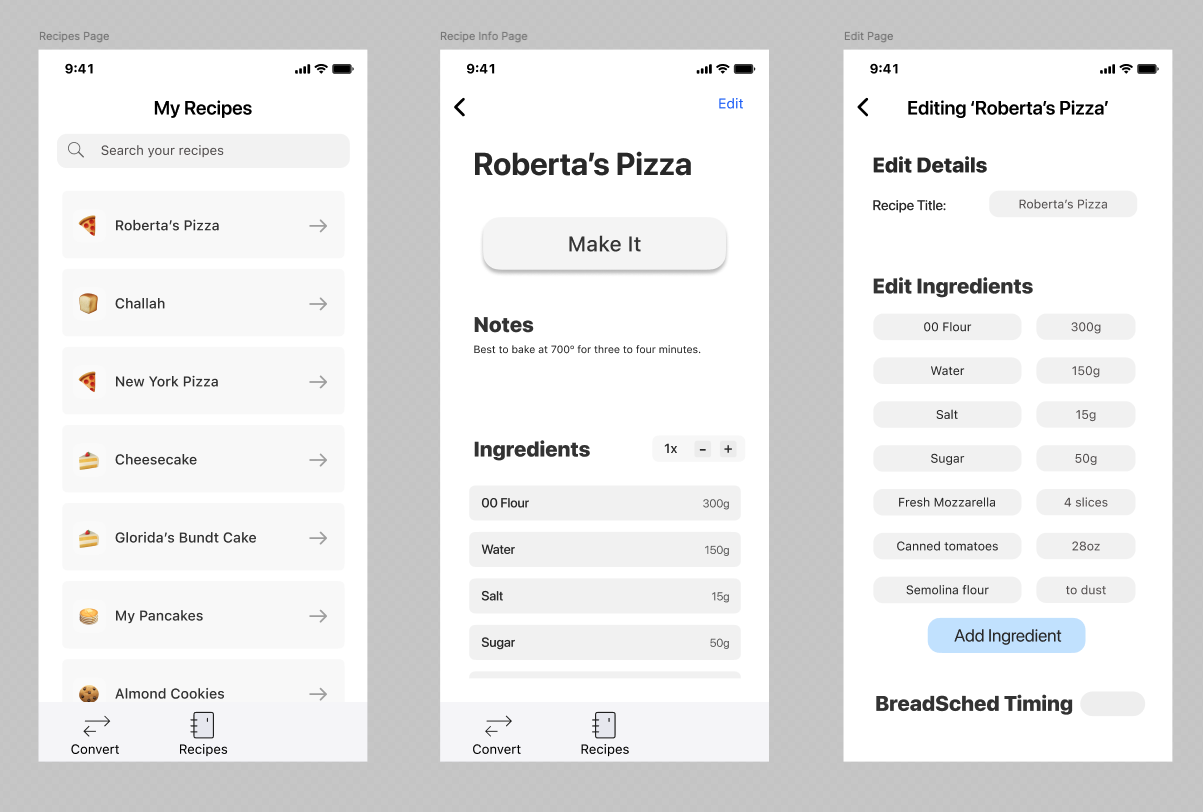 Recipes Page
9:41
My Recipes
Search your recipes
Roberta's Pizza
Challah
New York Pizza
Cheesecake
Glorida's Bundt Cake
My Pancakes
Almond Cookies
Convert
Recipes
Recipe Info Page
9:41
Edit
Roberta's Pizza
Make It
Notes
Best to bake at 700° for three to four minutes.
Ingredients 1x - +
00 Flour 300g
Water 150g
Salt 15g
Sugar 50g
Convert
Recipes
Edit Page
9:41
Editing ‘Roberta's Pizza’
Edit Details
Recipe Title: Roberta's Pizza
Edit Ingredients
00 Flour 300g
Water 150g
Salt 15g
Sugar 50g
Fresh Mozzarella 4 slices
Canned tomatoes 28oz
Semolina flour to dust
Add Ingredient
BreadSched Timing